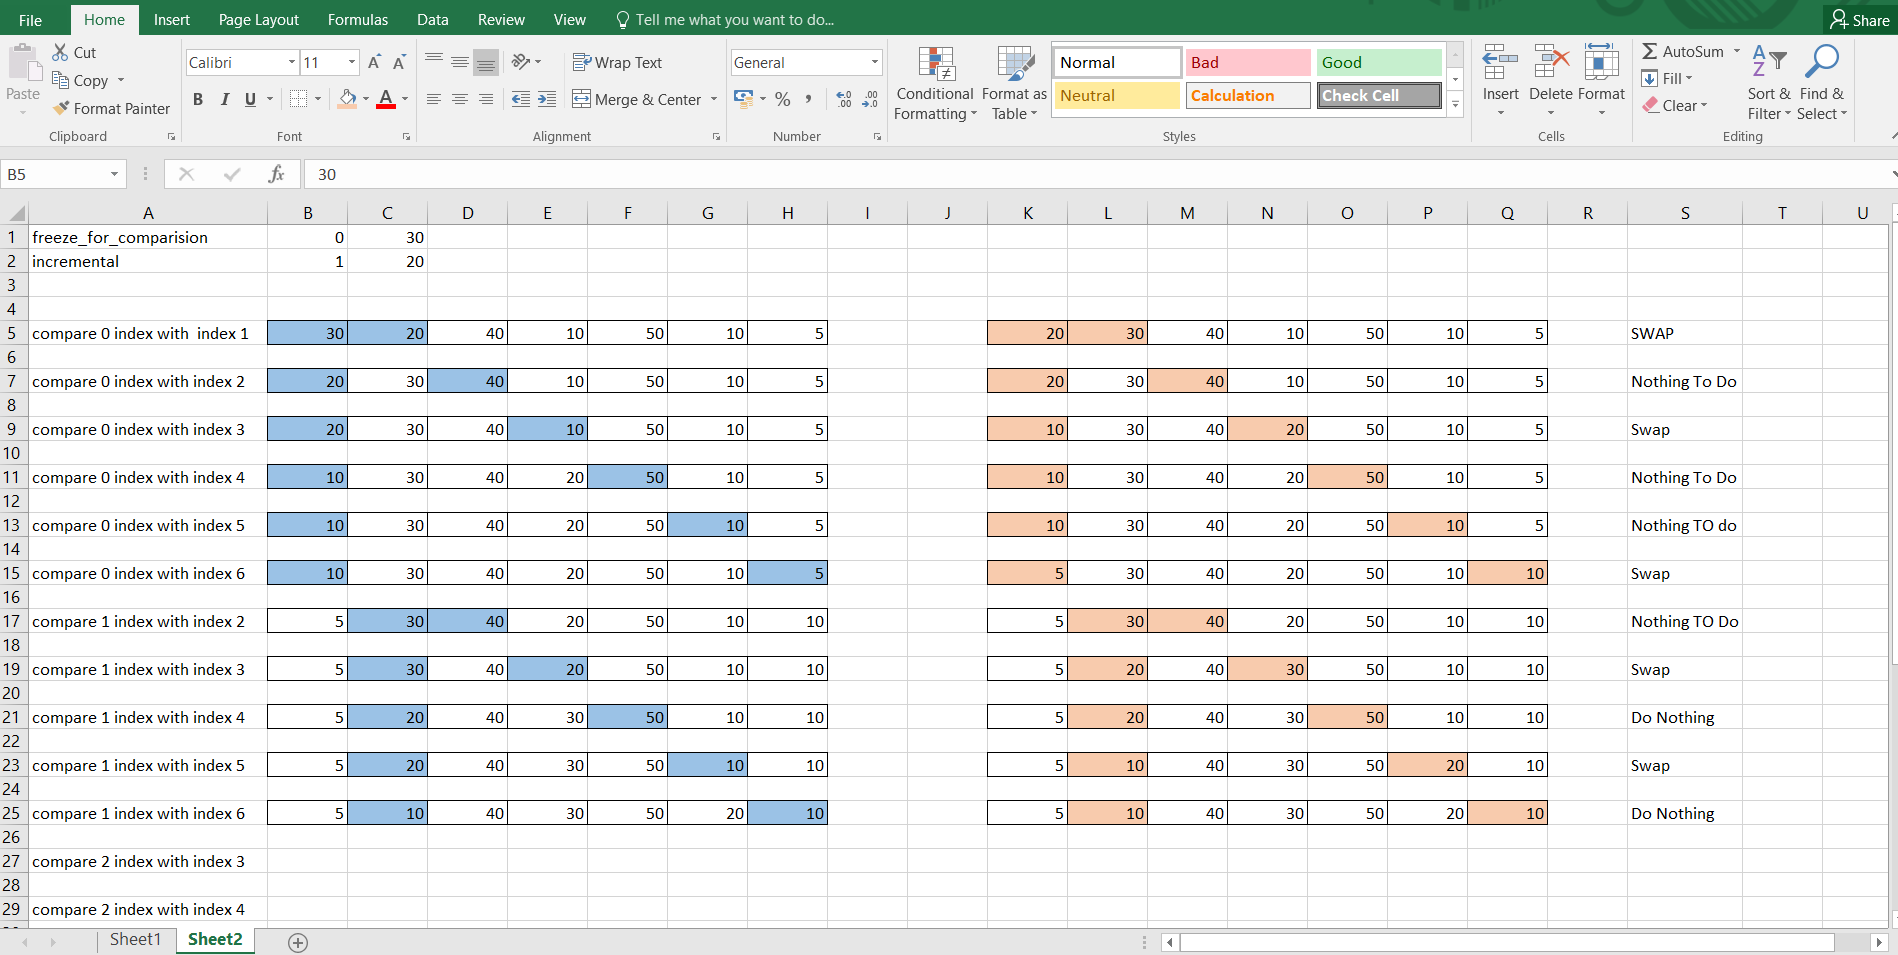 File Home Insert Page Layout Formulas Data Review View Tell me what you want to do... Share
Paste Cut Copy Format Painter Clipboard
Calibri 11 A A B I U A Font
Wrap Text Merge & Center Alignment
General % , .0 .00 .00 .0 Number
Conditional Formatting Format as Table Normal Bad Good Neutral Calculation Check Cell Styles
Insert Delete Format Cells
AutoSum Fill Clear Sort & Filter Find & Select Editing
B5 fx 30
A B C D E F G H I J K L M N O P Q R S T U
1 freeze_for_comparision 0 30
2 incremental 1 20
3
4
5 compare 0 index with  index 1 30 20 40 10 50 10 5 20 30 40 10 50 10 5 SWAP
6
7 compare 0 index with index 2 20 30 40 10 50 10 5 20 30 40 10 50 10 5 Nothing To Do
8
9 compare 0 index with index 3 20 30 40 10 50 10 5 10 30 40 20 50 10 5 Swap
10
11 compare 0 index with index 4 10 30 40 20 50 10 5 10 30 40 20 50 10 5 Nothing To Do
12
13 compare 0 index with index 5 10 30 40 20 50 10 5 10 30 40 20 50 10 5 Nothing TO do
14
15 compare 0 index with index 6 10 30 40 20 50 10 5 5 30 40 20 50 10 10 Swap
16
17 compare 1 index with index 2 5 30 40 20 50 10 10 5 30 40 20 50 10 10 Nothing TO Do
18
19 compare 1 index with index 3 5 30 40 20 50 10 10 5 20 40 30 50 10 10 Swap
20
21 compare 1 index with index 4 5 20 40 30 50 10 10 5 20 40 30 50 10 10 Do Nothing
22
23 compare 1 index with index 5 5 20 40 30 50 10 10 5 10 40 30 50 20 10 Swap
24
25 compare 1 index with index 6 5 10 40 30 50 20 10 5 10 40 30 50 20 10 Do Nothing
26
27 compare 2 index with index 3
28
29 compare 2 index with index 4
Sheet1 Sheet2